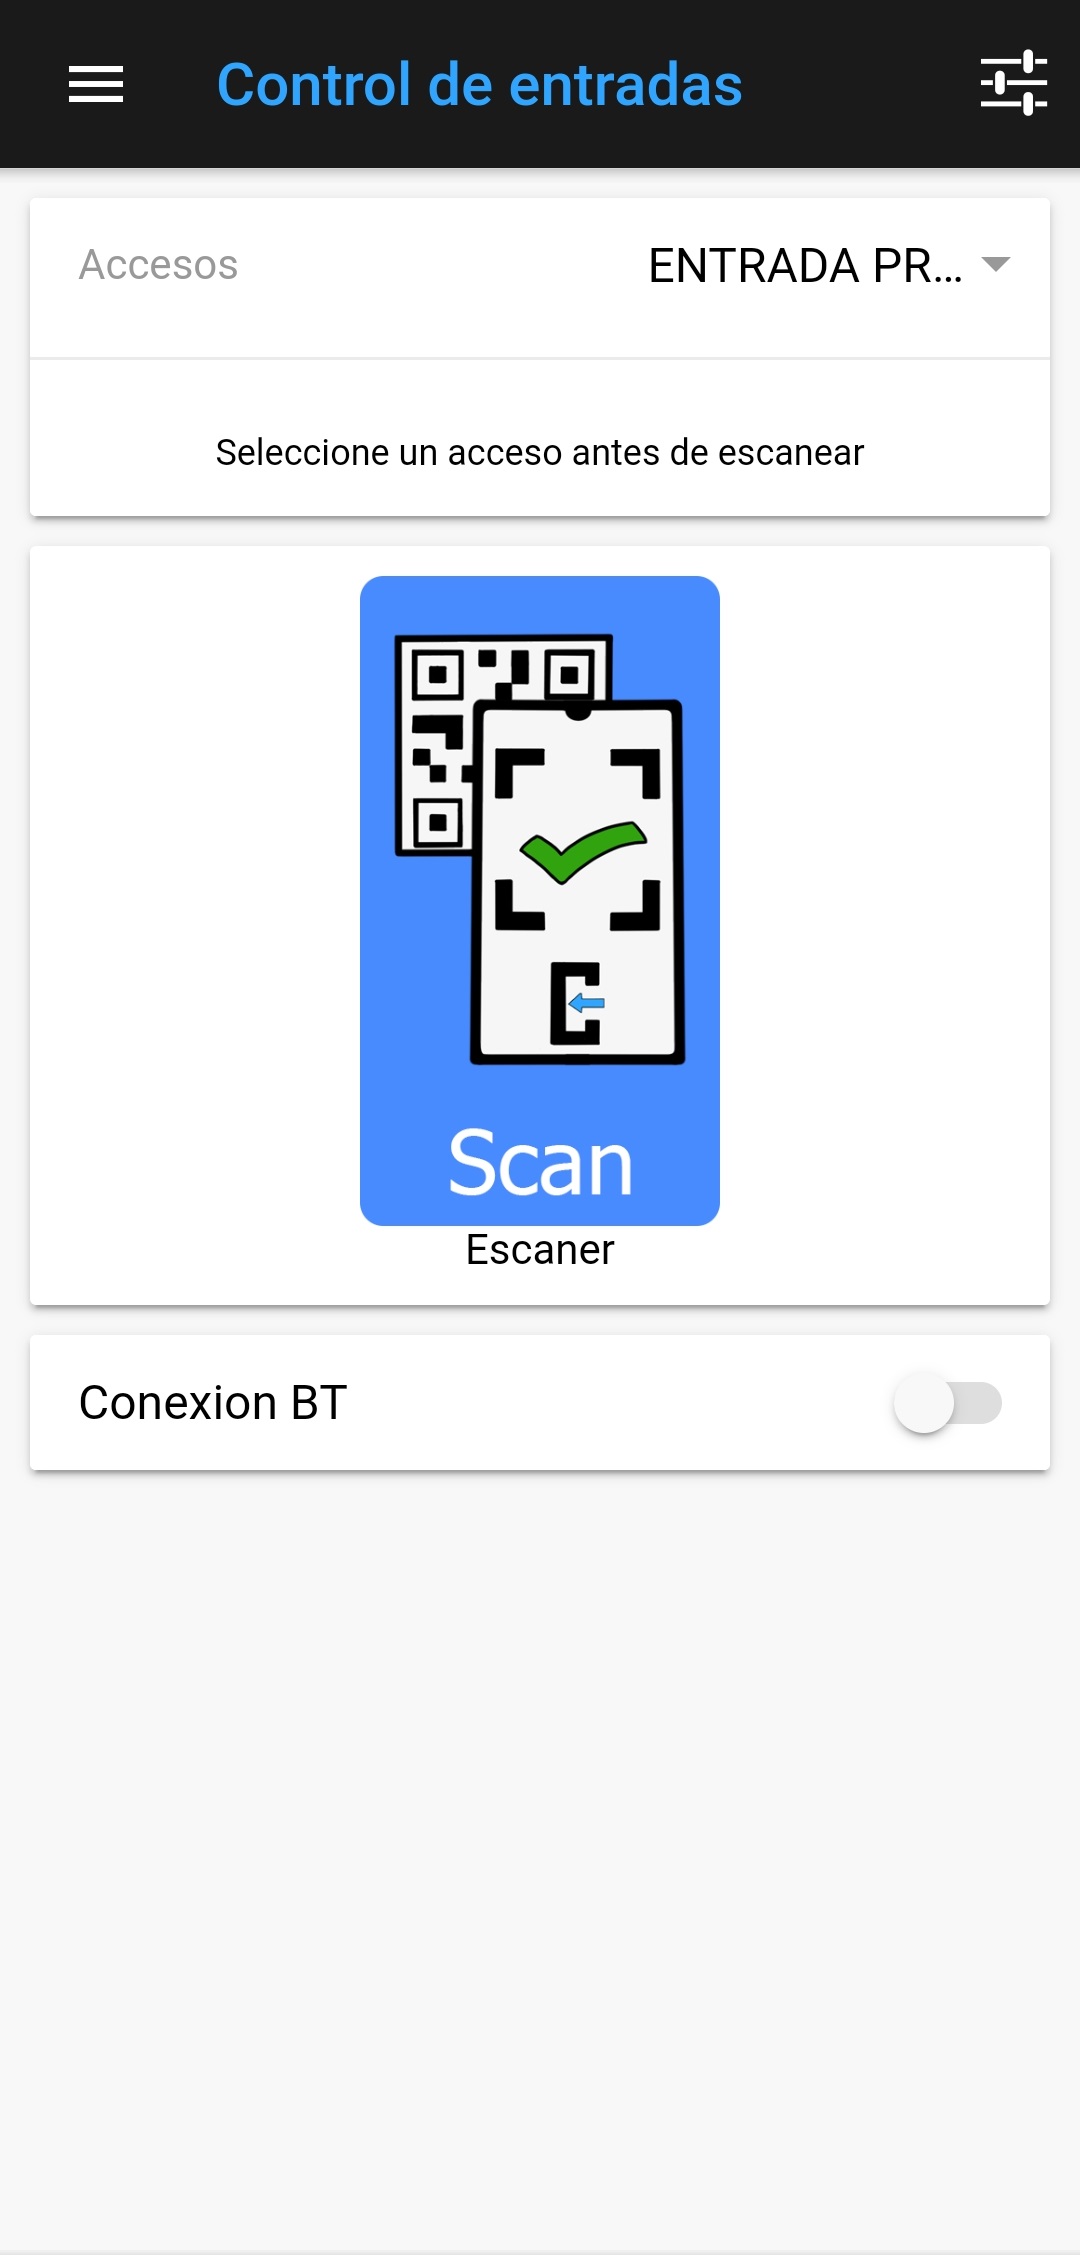 Control de entradas
Accesos ENTRADA PR...
Seleccione un acceso antes de escanear
Scan
Escaner
Conexion BT